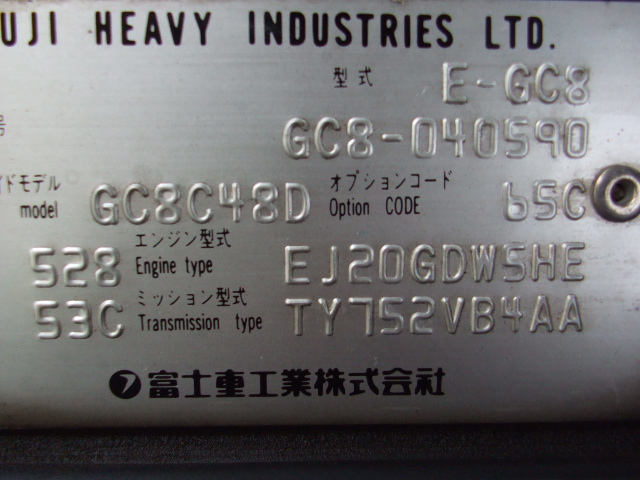 UJI HEAVY INDUSTRIES LTD.
型式 E-GC8
号 GC8-040590
イドモデル
model GC8C48D オプションコード
Option CODE 65C
528 エンジン型式
Engine type EJ20GDW5HE
53C ミッション型式
Transmission type TY752VB4AA
富士重工業株式会社